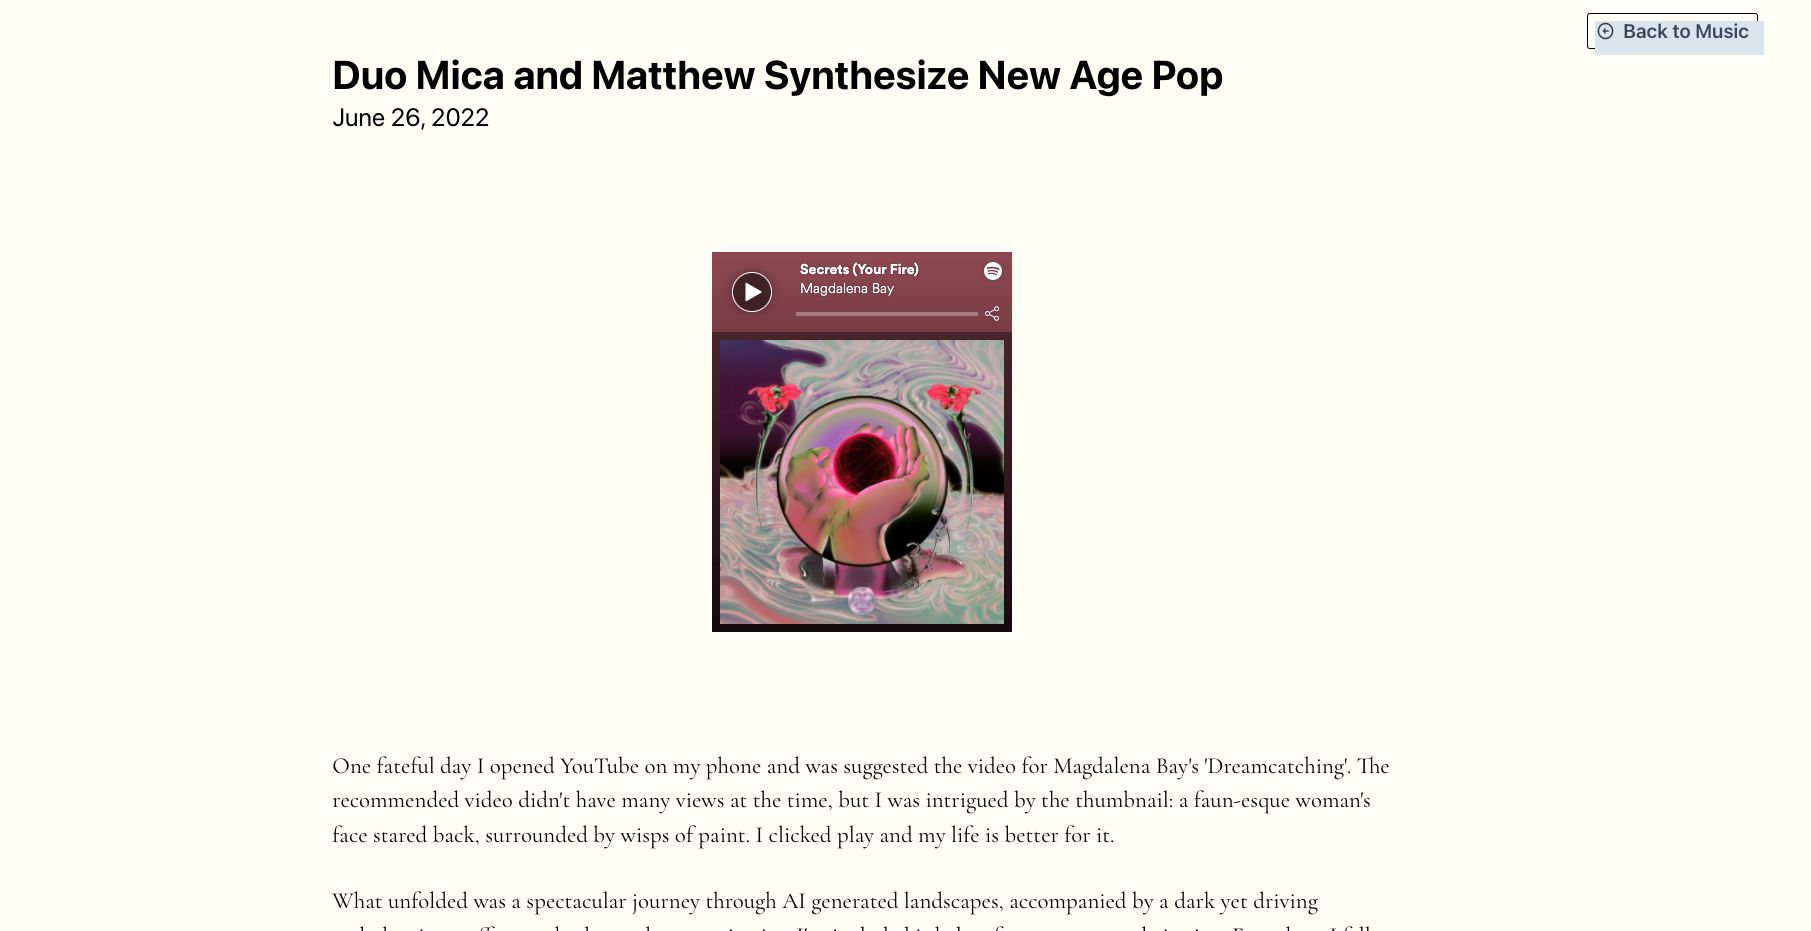 Back to Music
Duo Mica and Matthew Synthesize New Age Pop
June 26, 2022
Secrets (Your Fire)
Magdalena Bay
One fateful day I opened YouTube on my phone and was suggested the video for Magdalena Bay's 'Dreamcatching'. The
recommended video didn't have many views at the time, but I was intrigued by the thumbnail: a faun-esque woman's
face stared back, surrounded by wisps of paint. I clicked play and my life is better for it.
What unfolded was a spectacular journey through AI generated landscapes, accompanied by a dark yet driving